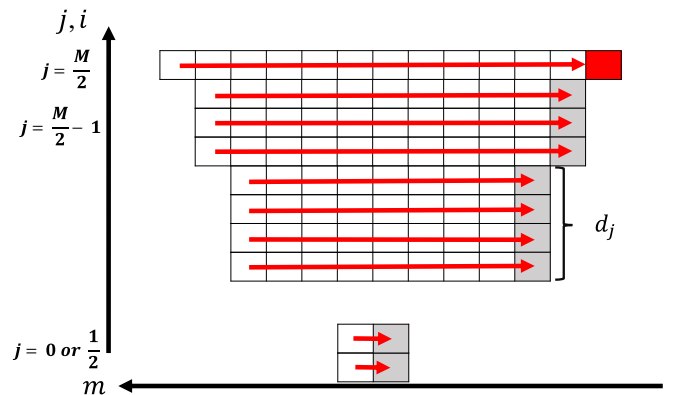 j, i
j = M/2
j = M/2 − 1
d_j
j = 0 or 1/2
m